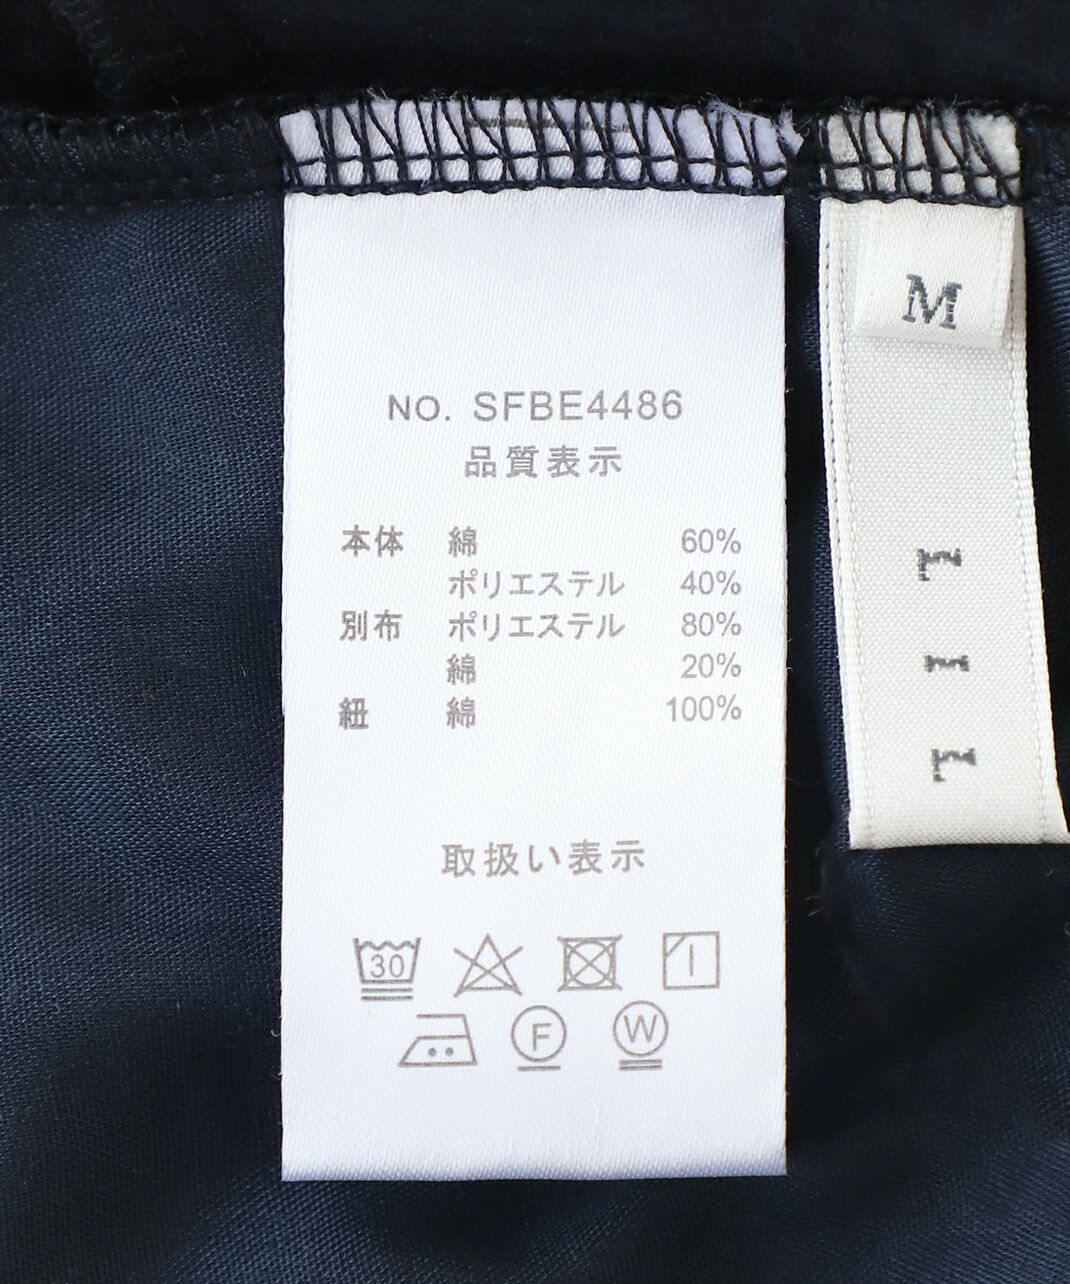 NO. SFBE4486
品質表示
本体 綿 60%
ポリエステル 40%
別布 ポリエステル 80%
綿 20%
紐 綿 100%
取扱い表示
30
F
W
M